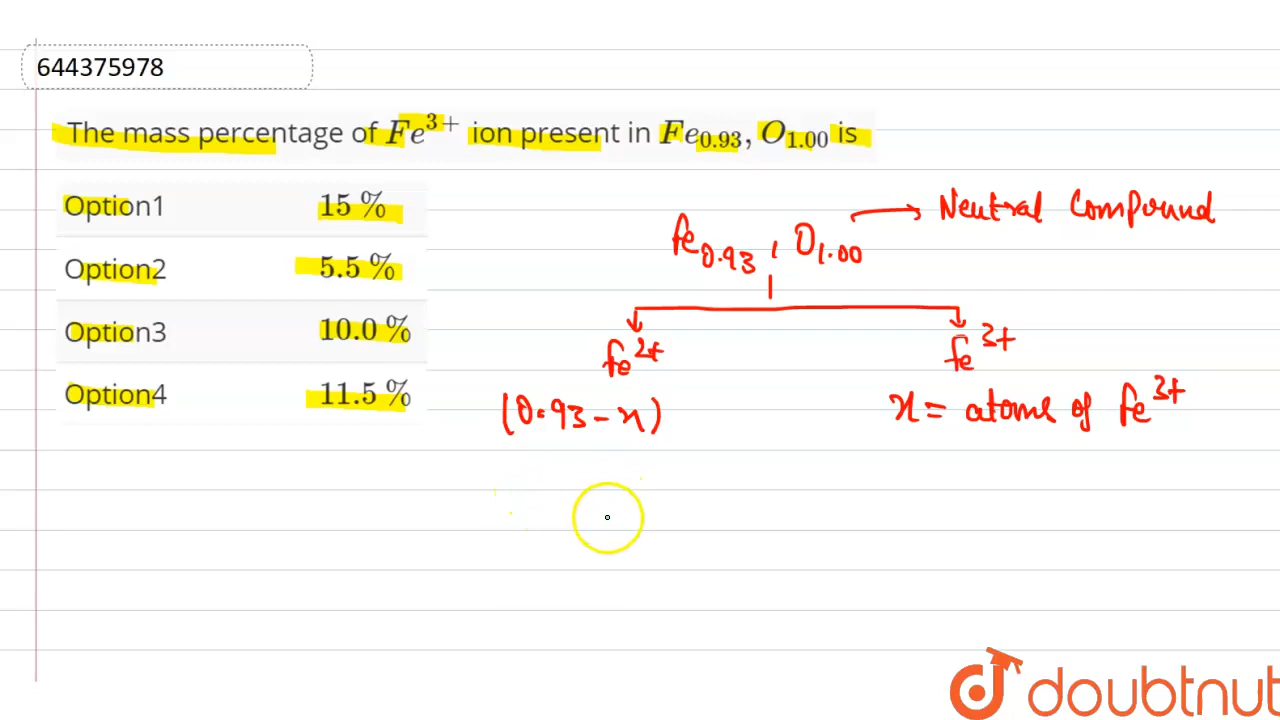 644375978
The mass percentage of Fe³⁺ ion present in Fe₀.₉₃, O₁.₀₀ is
Option1 15 %
Option2 5.5 %
Option3 10.0 %
Option4 11.5 %
Fe₀.₉₃ , O₁.₀₀ → Neutral Compound
fe²⁺ fe³⁺
(0.93 - x) x = atoms of fe³⁺
doubtnut